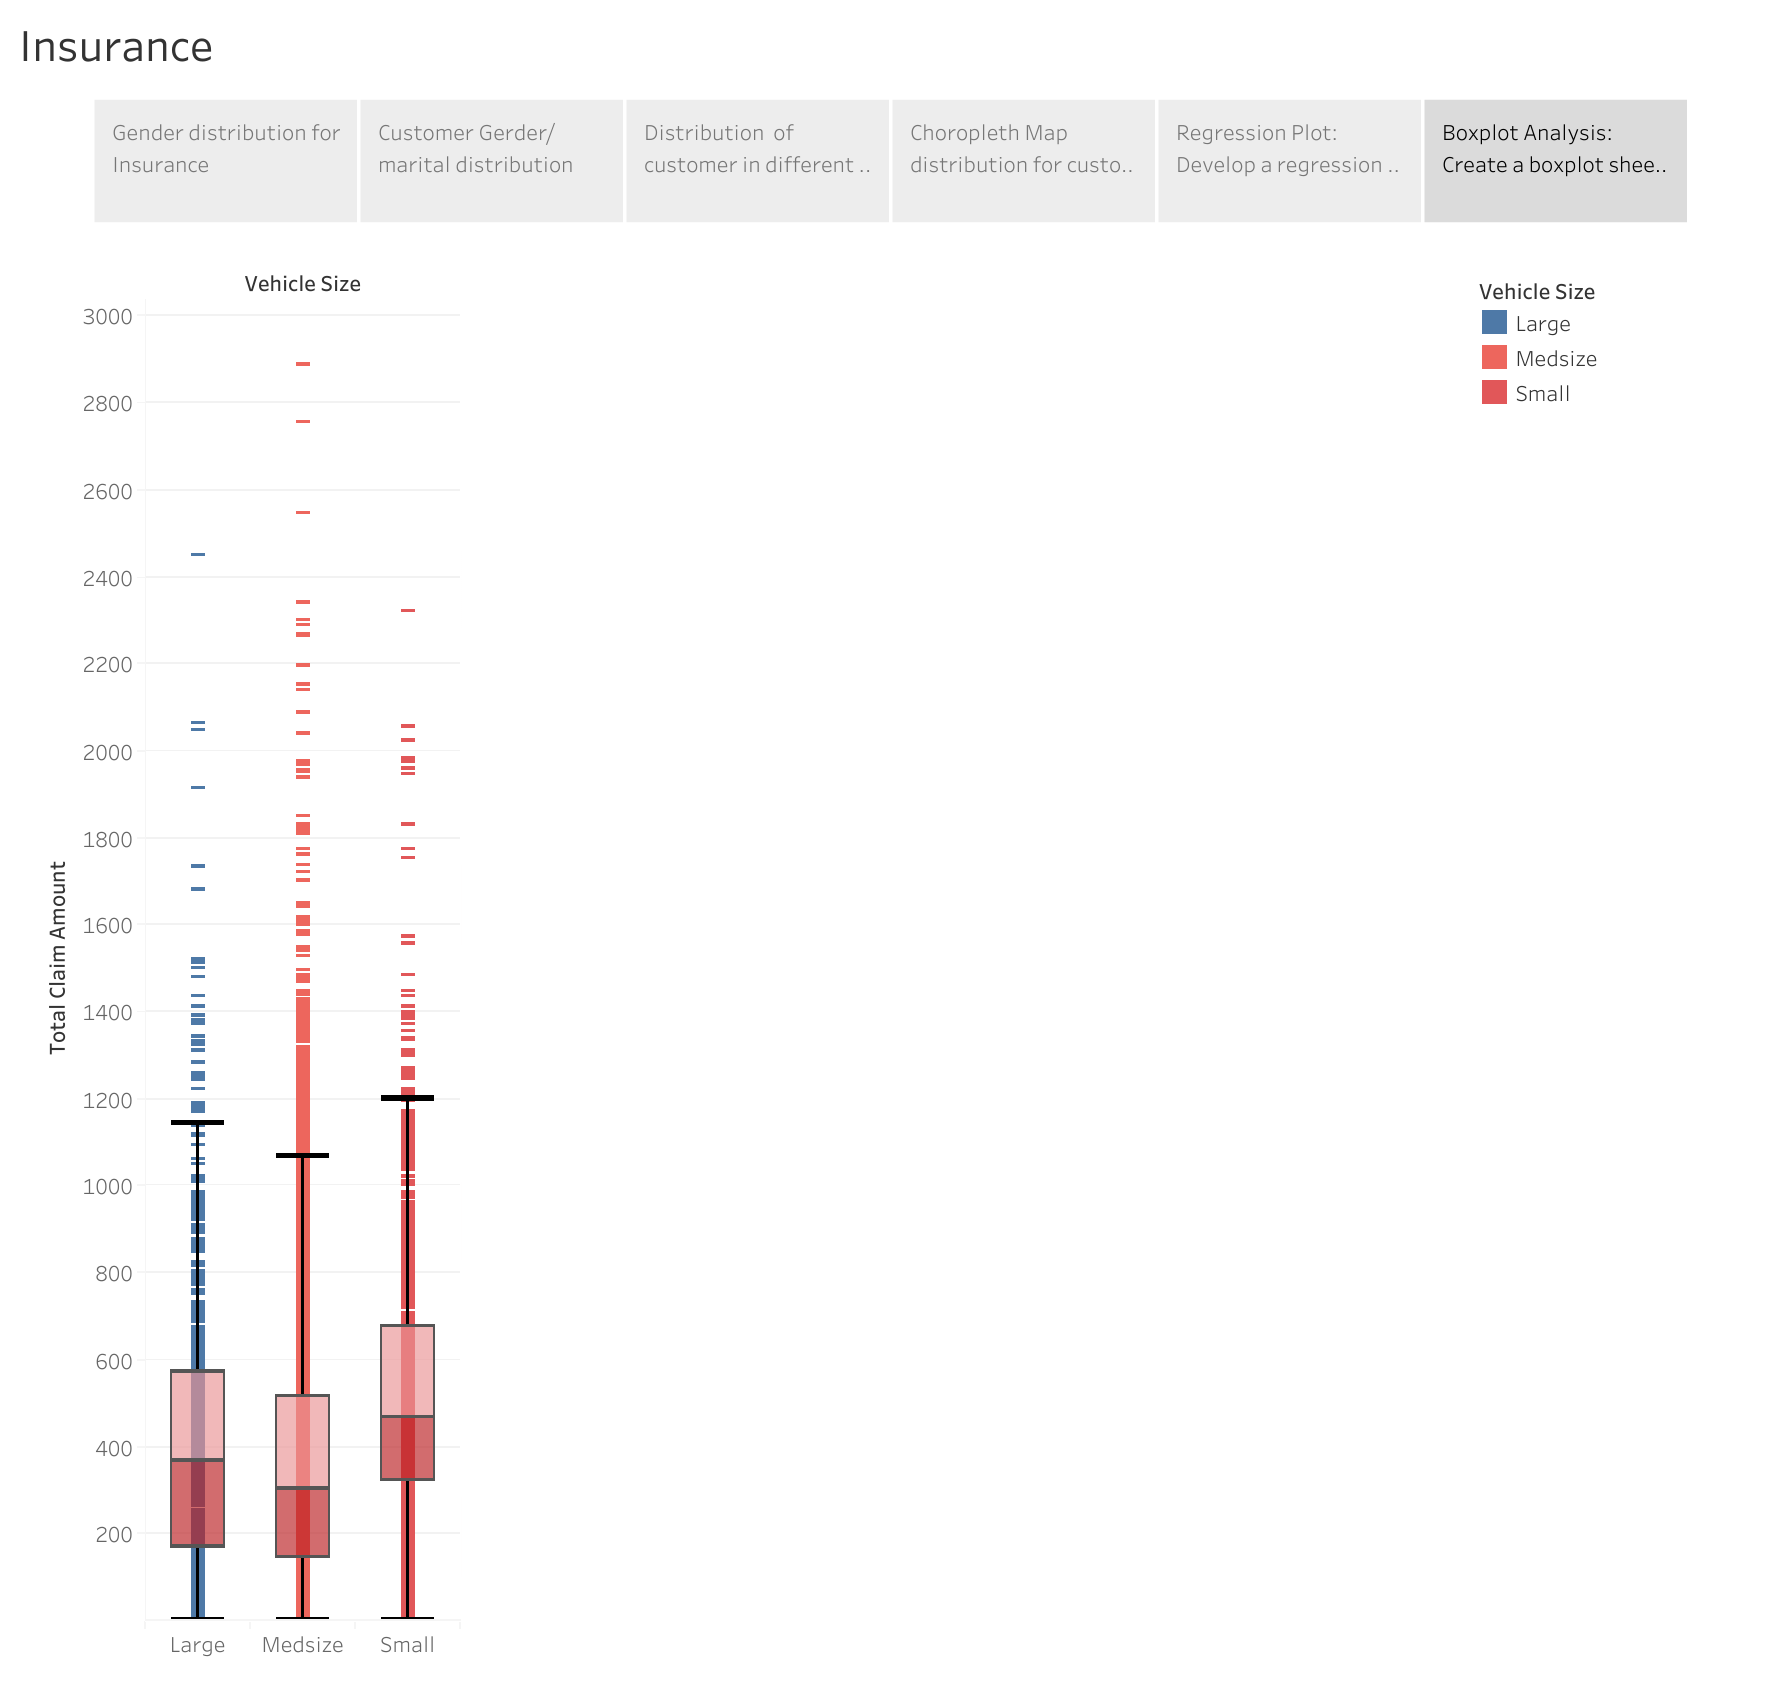 Insurance
Gender distribution for
Insurance
Customer Gerder/
marital distribution
Distribution of
customer in different ..
Choropleth Map
distribution for custo..
Regression Plot:
Develop a regression ..
Boxplot Analysis:
Create a boxplot shee..
Vehicle Size
3000
2800
2600
2400
2200
2000
1800
1600
1400
1200
1000
800
600
400
200
Total Claim Amount
Large
Medsize
Small
Vehicle Size
Large
Medsize
Small